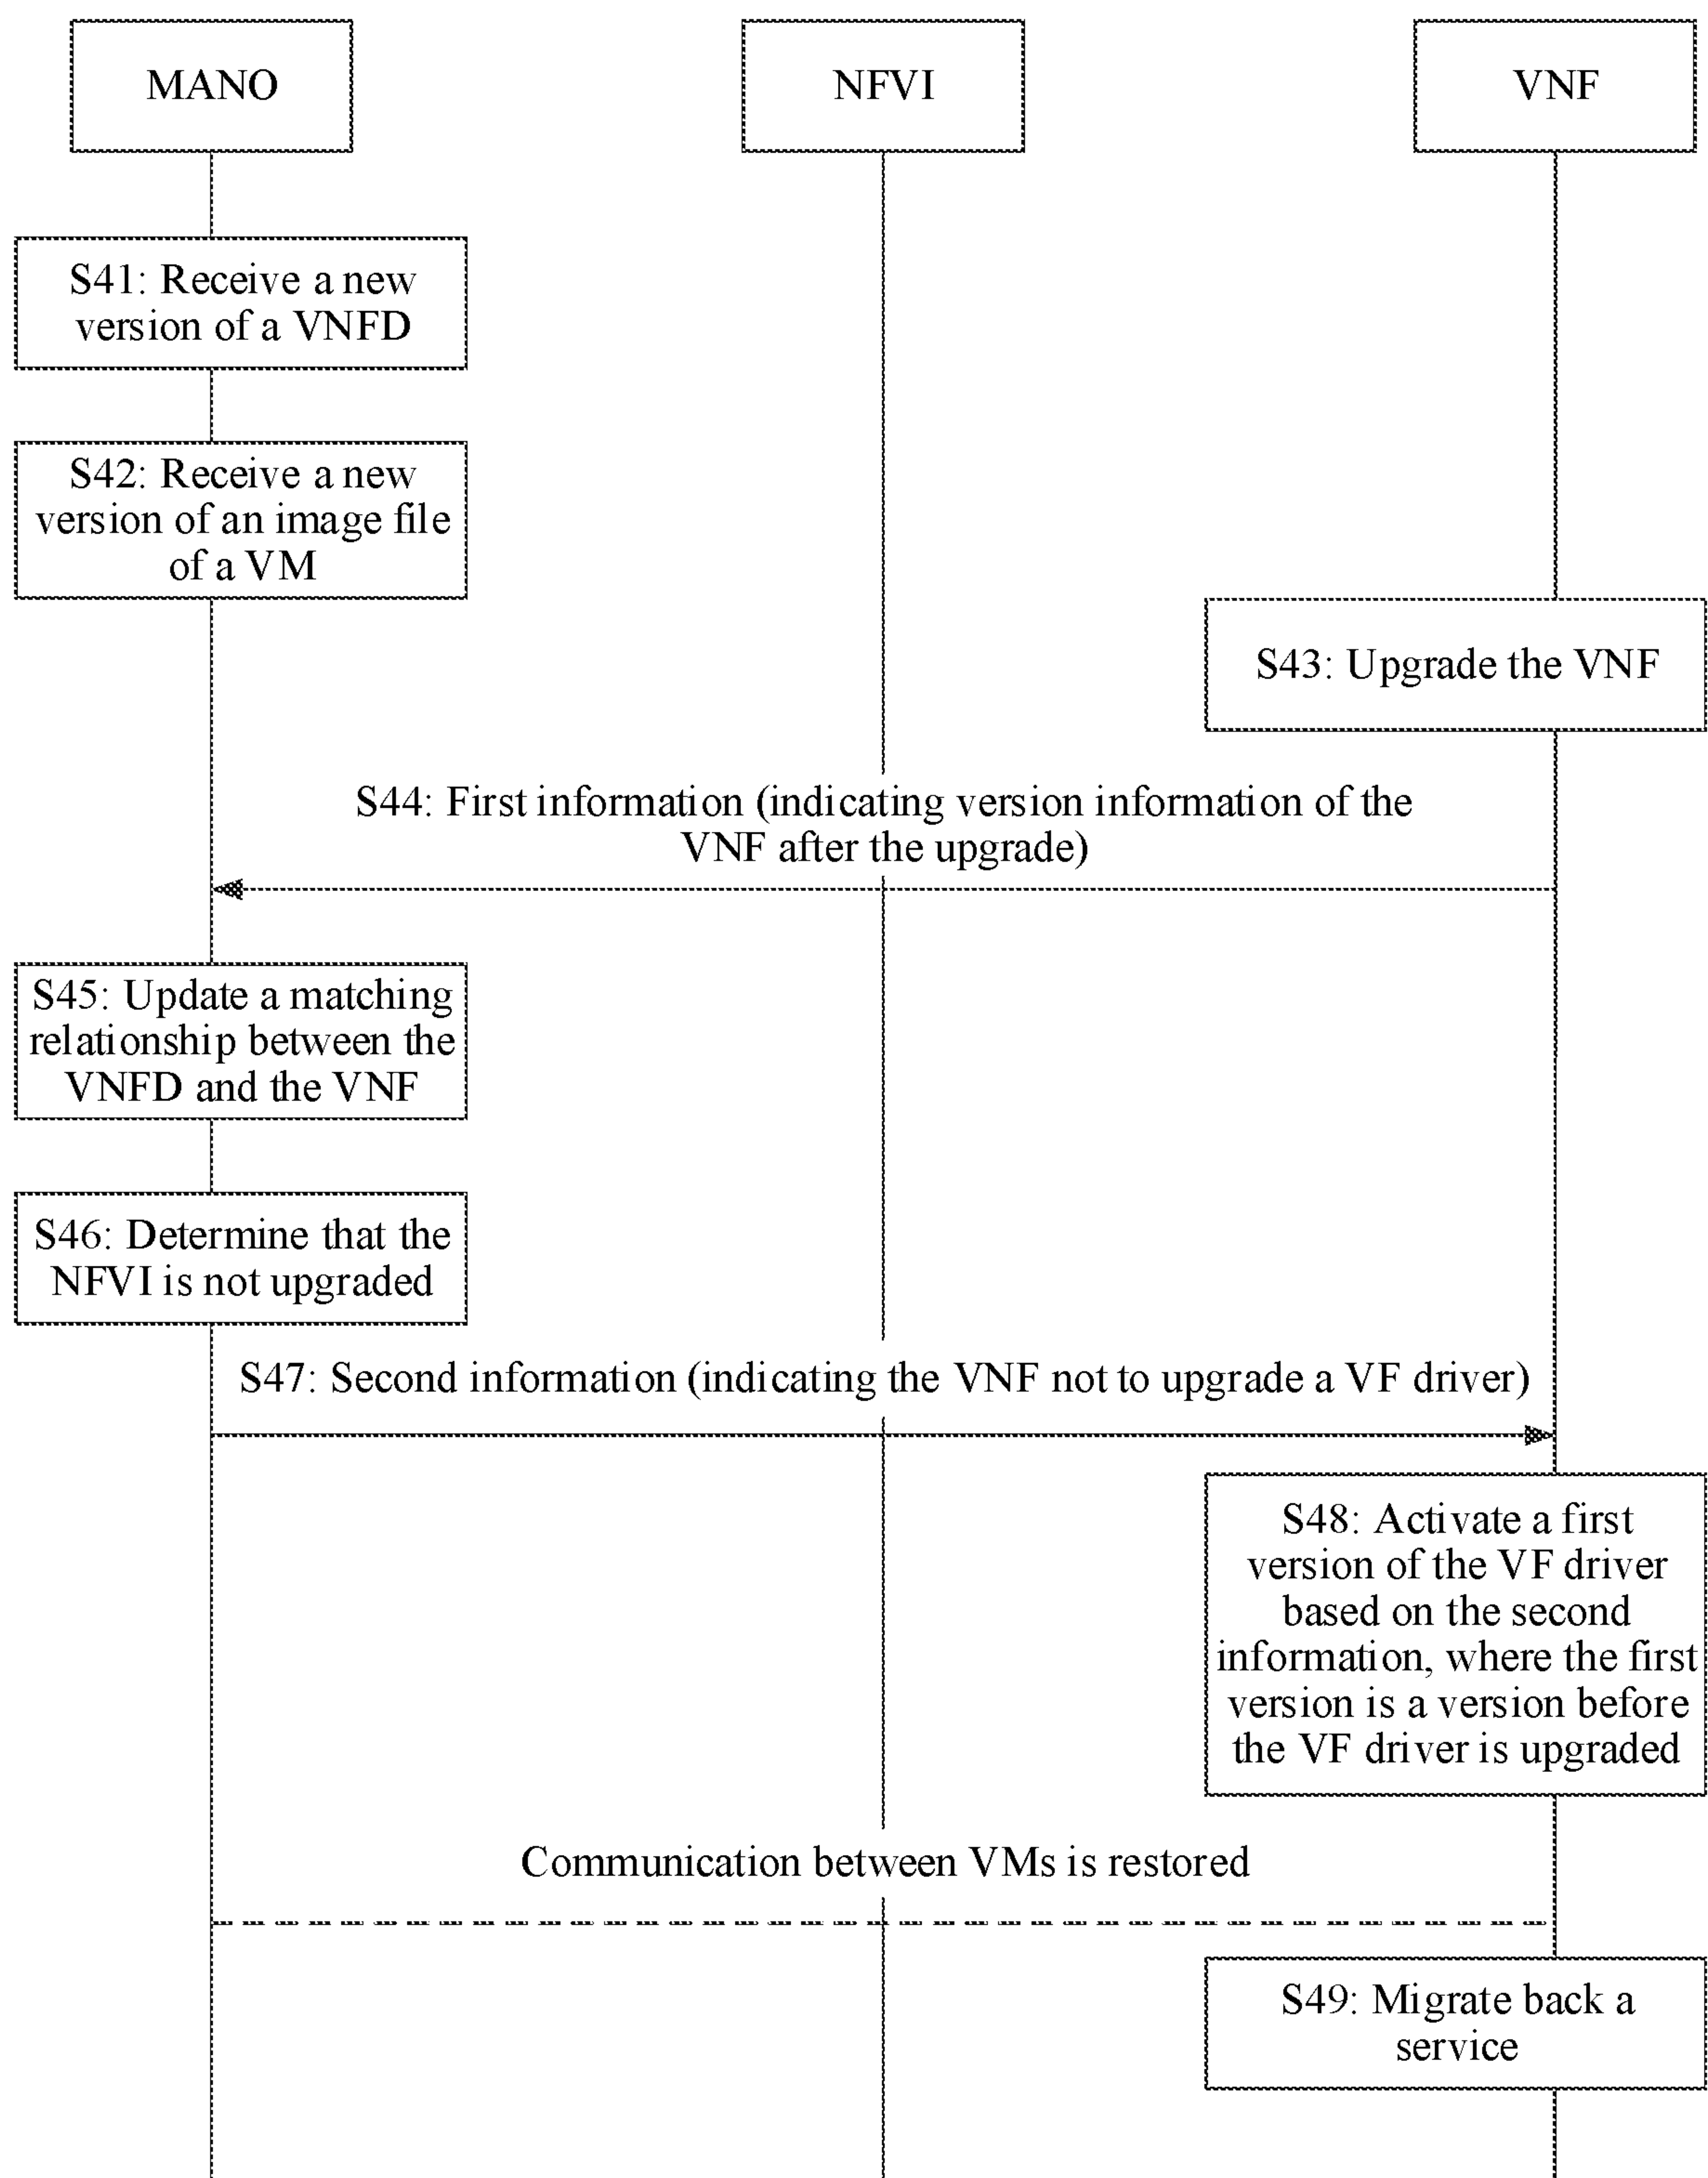 MANO
NFVI
VNF
S41: Receive a new
version of a VNFD
S42: Receive a new
version of an image file
of a VM
S43: Upgrade the VNF
S44: First information (indicating version information of the
VNF after the upgrade)
S45: Update a matching
relationship between the
VNFD and the VNF
S46: Determine that the
NFVI is not upgraded
S47: Second information (indicating the VNF not to upgrade a VF driver)
S48: Activate a first
version of the VF driver
based on the second
information, where the first
version is a version before
the VF driver is upgraded
Communication between VMs is restored
S49: Migrate back a
service